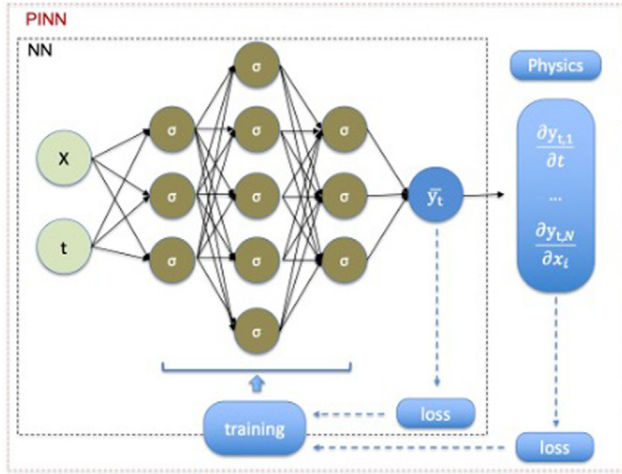 PINN
NN
Physics
X
t
σ
σ
σ
σ
σ
σ
σ
σ
σ
σ
σ
ȳₜ
∂yₜ,₁
∂t
...
∂yₜ,N
∂xᵢ
training
loss
loss